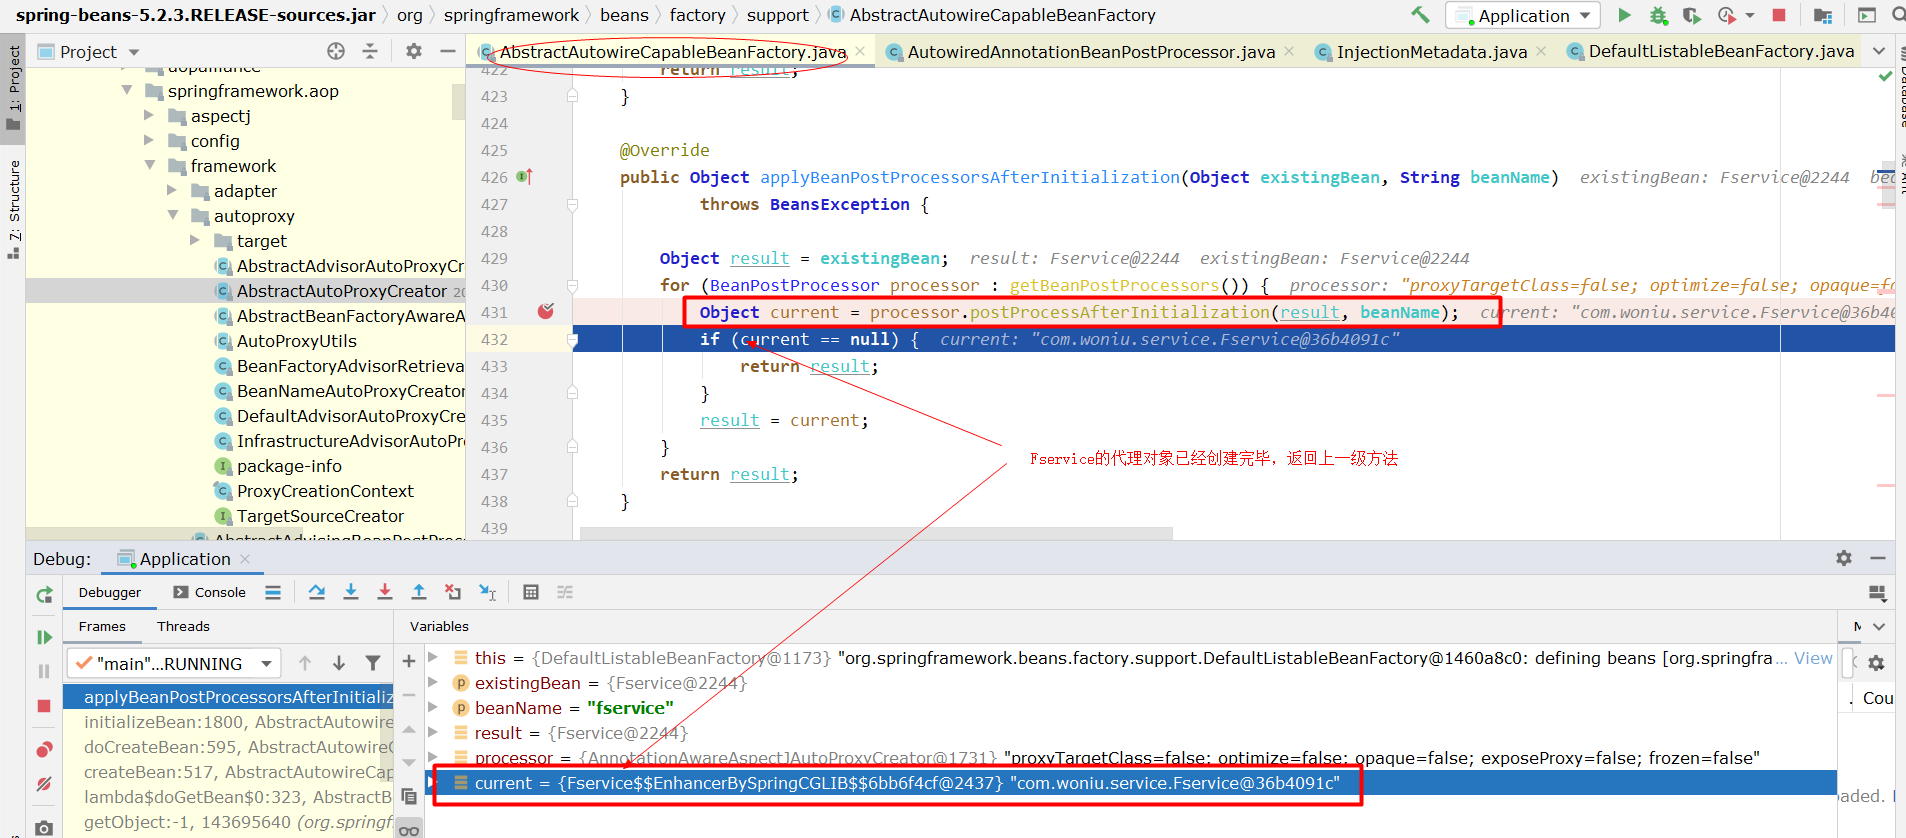 spring-beans-5.2.3.RELEASE-sources.jar org springframework beans factory support AbstractAutowireCapableBeanFactory Application
Project
AbstractAutowireCapableBeanFactory.java AutowiredAnnotationBeanPostProcessor.java InjectionMetadata.java DefaultListableBeanFactory.java
1: Project
7: Structure
Database
springframework.aop
aspectj
config
framework
adapter
autoproxy
target
AbstractAdvisorAutoProxyCr
AbstractAutoProxyCreator
AbstractBeanFactoryAwareA
AutoProxyUtils
BeanFactoryAdvisorRetrieva
BeanNameAutoProxyCreator
DefaultAdvisorAutoProxyCre
InfrastructureAdvisorAutoP
package-info
ProxyCreationContext
TargetSourceCreator
AbstractAdvisingBeanPostProc
422 return result;
423 }
424
425 @Override
426 public Object applyBeanPostProcessorsAfterInitialization(Object existingBean, String beanName) existingBean: Fservice@2244
427 throws BeansException {
428
429 Object result = existingBean; result: Fservice@2244 existingBean: Fservice@2244
430 for (BeanPostProcessor processor : getBeanPostProcessors()) { processor: "proxyTargetClass=false; optimize=false; opaque=fa
431 Object current = processor.postProcessAfterInitialization(result, beanName); current: "com.woniu.service.Fservice@36b40
432 if (current == null) { current: "com.woniu.service.Fservice@36b4091c"
433 return result;
434 }
435 result = current;
436 }
437 return result;
438 }
439
Fservice的代理对象已经创建完毕，返回上一级方法
Debug: Application
Debugger Console
Frames Threads Variables
"main"...RUNNING
applyBeanPostProcessorsAfterInitializ
initializeBean:1800, AbstractAutowire
doCreateBean:595, AbstractAutowireC
createBean:517, AbstractAutowireCap
lambda$doGetBean$0:323, AbstractB
getObject:-1, 143695640 (org.springf
this = {DefaultListableBeanFactory@1173} "org.springframework.beans.factory.support.DefaultListableBeanFactory@1460a8c0: defining beans [org.springfra... View
existingBean = {Fservice@2244}
beanName = "fservice"
result = {Fservice@2244}
processor = {AnnotationAwareAspectJAutoProxyCreator@1731} "proxyTargetClass=false; optimize=false; opaque=false; exposeProxy=false; frozen=false"
current = {Fservice$$EnhancerBySpringCGLIB$$6bb6f4cf@2437} "com.woniu.service.Fservice@36b4091c"
Cou
aded.